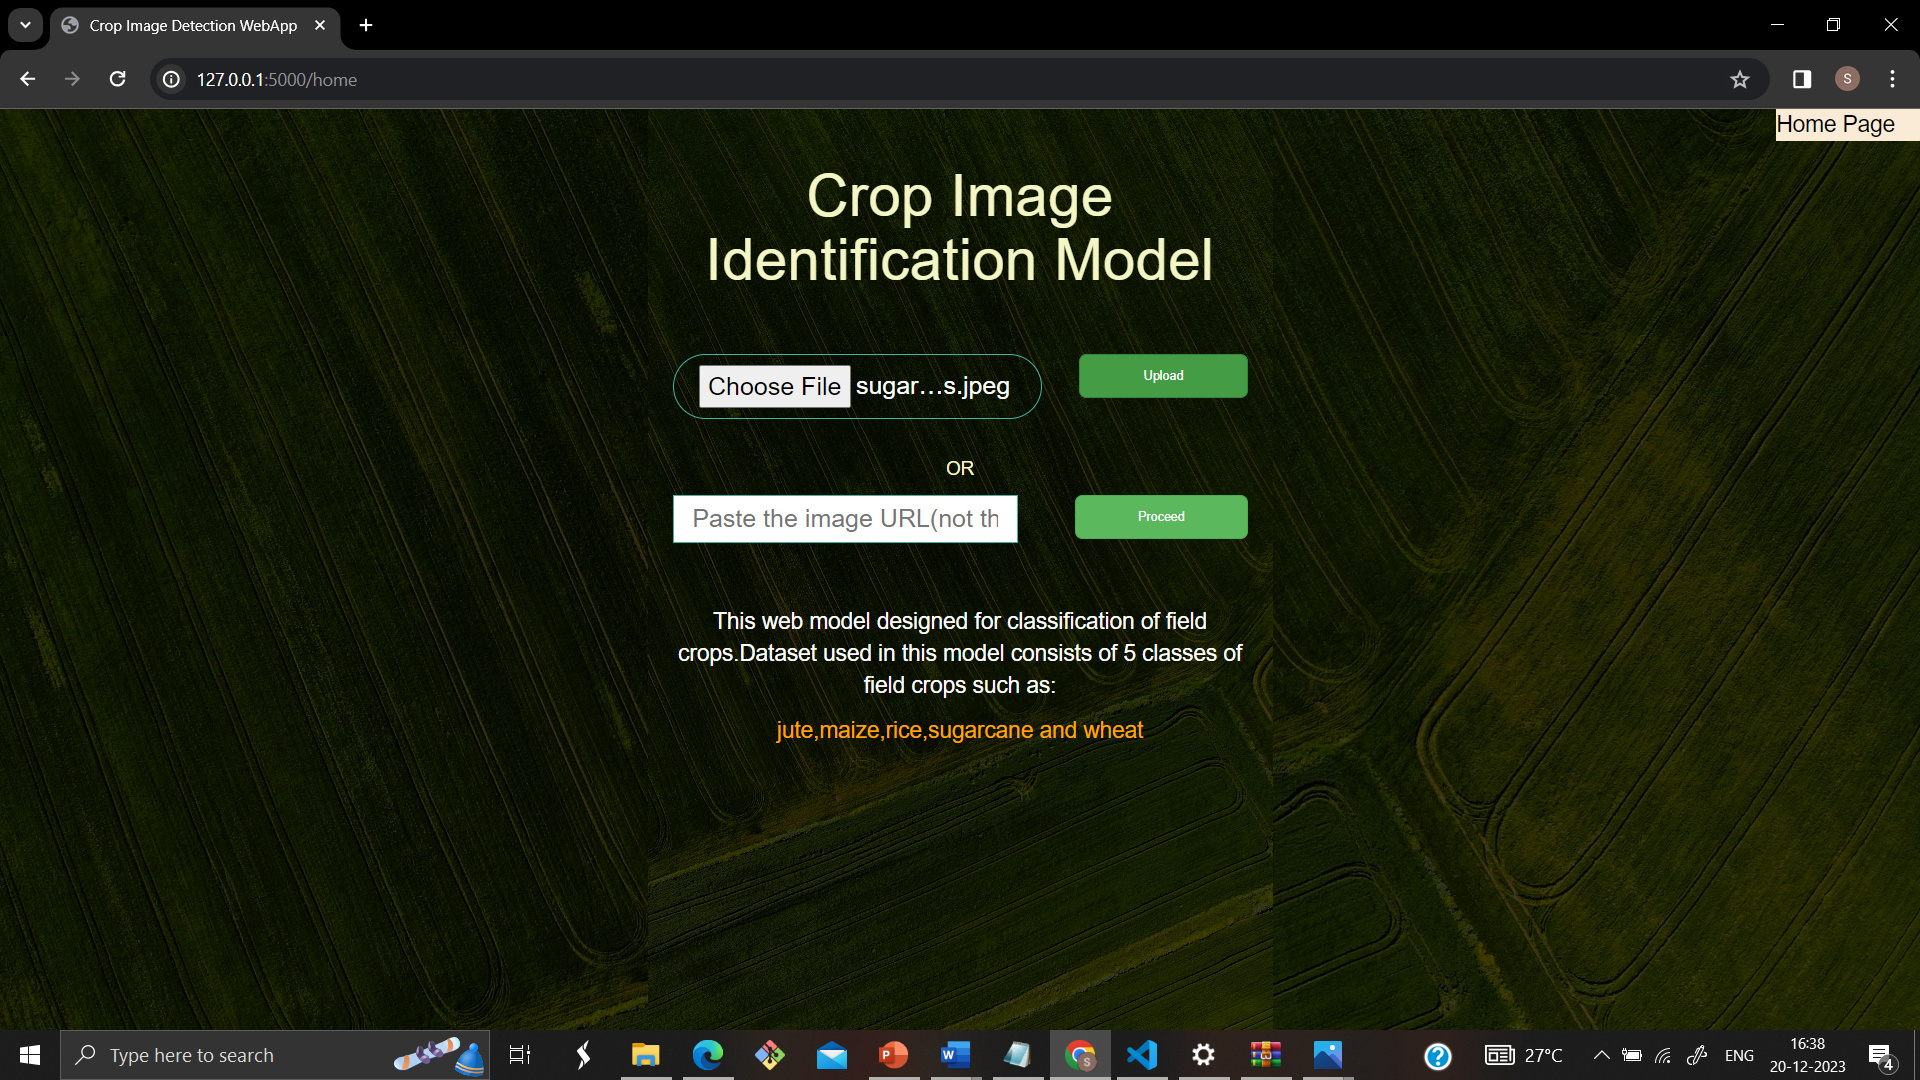 Crop Image Detection WebApp
127.0.0.1:5000/home
S
Home Page
Crop Image
Identification Model
Choose File sugar…s.jpeg
Upload
OR
Paste the image URL(not th
Proceed
This web model designed for classification of field
crops.Dataset used in this model consists of 5 classes of
field crops such as:
jute,maize,rice,sugarcane and wheat
Type here to search
27°C
ENG
16:38
20-12-2023
4